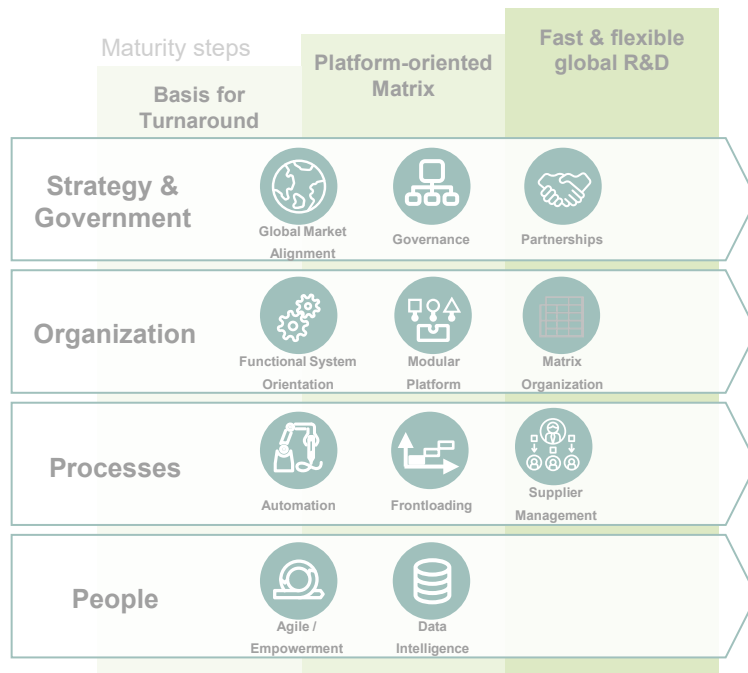 Maturity steps
Basis for
Turnaround
Platform-oriented
Matrix
Fast & flexible
global R&D
Strategy &
Government
Global Market
Alignment
Governance
Partnerships
Organization
Functional System
Orientation
Modular
Platform
Matrix
Organization
Processes
Automation
Frontloading
Supplier
Management
People
Agile /
Empowerment
Data
Intelligence